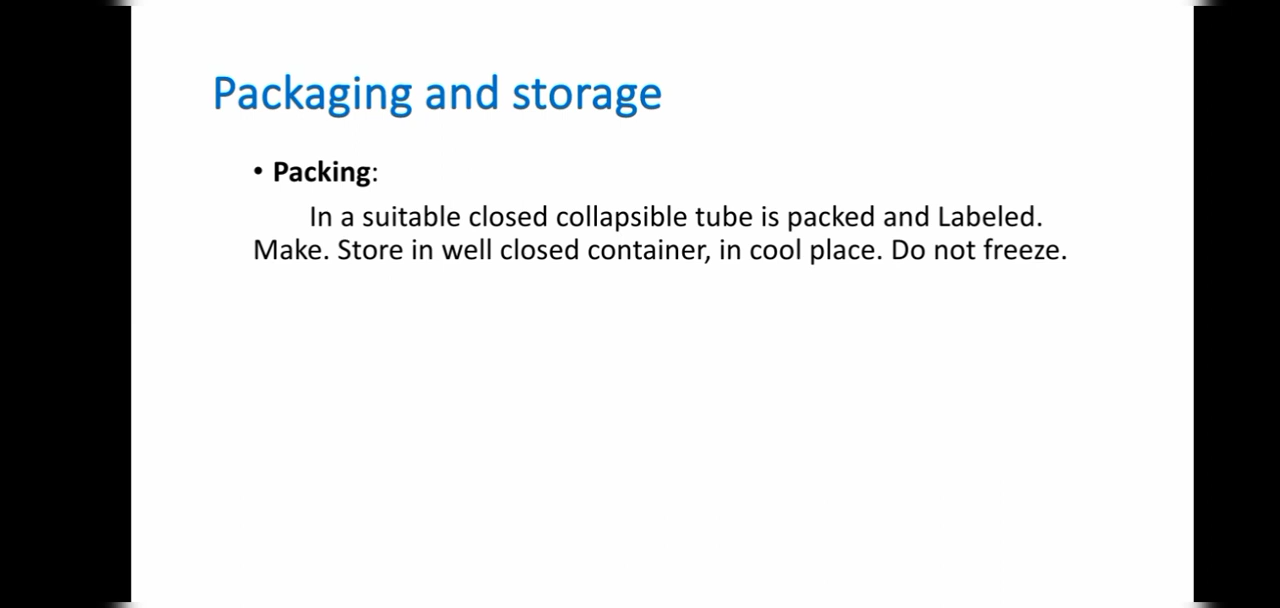 Packaging and storage
• Packing:
In a suitable closed collapsible tube is packed and Labeled.
Make. Store in well closed container, in cool place. Do not freeze.